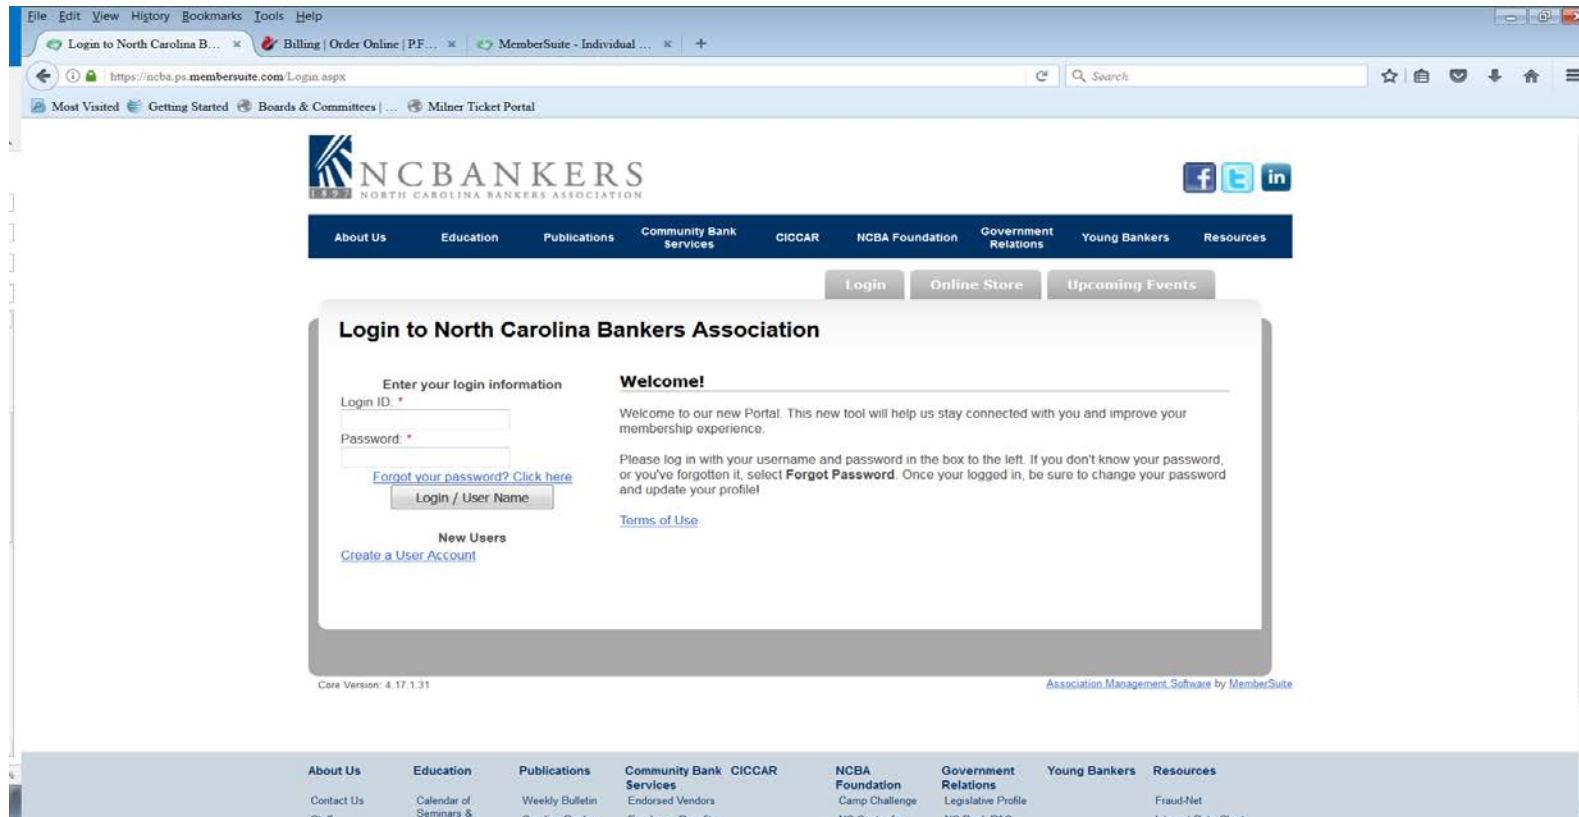 File Edit View History Bookmarks Tools Help
Login to North Carolina B... × Billing | Order Online | P.F... × MemberSuite - Individual ... × +
https://ncba.ps.membersuite.com/Login.aspx Search
Most Visited Getting Started Boards & Committees | ... Milner Ticket Portal
NCBANKERS
1897 NORTH CAROLINA BANKERS ASSOCIATION
f t in
About Us Education Publications Community Bank Services CICCAR NCBA Foundation Government Relations Young Bankers Resources
Login Online Store Upcoming Events
Login to North Carolina Bankers Association
Enter your login information
Login ID: *
Password: *
Forgot your password? Click here
Login / User Name
New Users
Create a User Account
Welcome!
Welcome to our new Portal. This new tool will help us stay connected with you and improve your
membership experience.
Please log in with your username and password in the box to the left. If you don't know your password,
or you've forgotten it, select Forgot Password. Once your logged in, be sure to change your password
and update your profile!
Terms of Use
Core Version: 4.17.1.31
Association Management Software by MemberSuite
About Us Education Publications Community Bank Services CICCAR NCBA Foundation Government Relations Young Bankers Resources
Contact Us Calendar of Weekly Bulletin Endorsed Vendors Camp Challenge Legislative Profile Fraud-Net
Seminars &